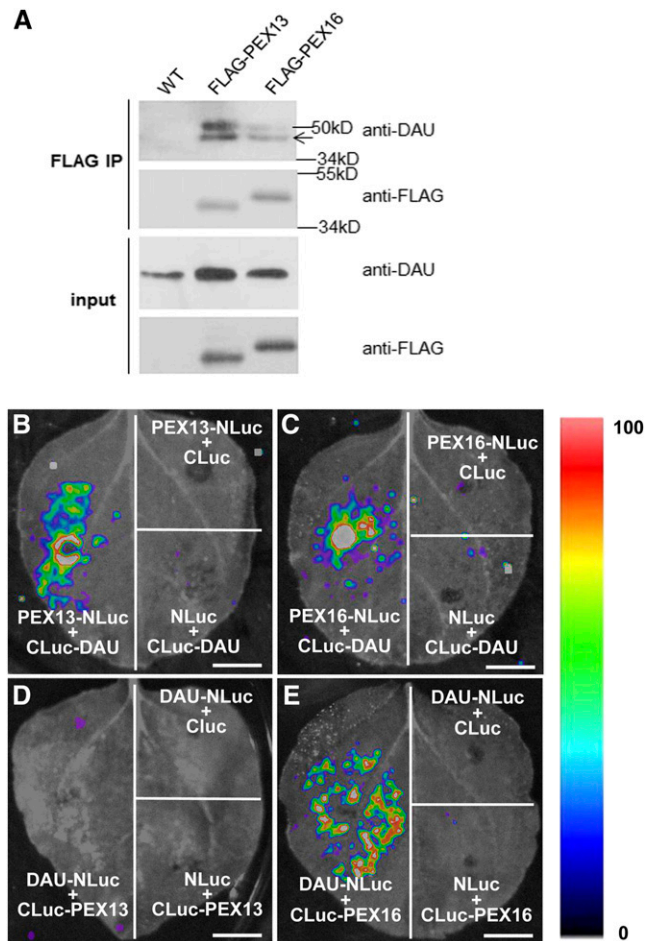 A
WT
FLAG-PEX13
FLAG-PEX16
FLAG IP
50kD
anti-DAU
34kD
55kD
anti-FLAG
34kD
input
anti-DAU
anti-FLAG
B
PEX13-NLuc
+
CLuc
PEX13-NLuc
+
CLuc-DAU
NLuc
+
CLuc-DAU
C
PEX16-NLuc
+
CLuc
PEX16-NLuc
+
CLuc-DAU
NLuc
+
CLuc-DAU
D
DAU-NLuc
+
Cluc
DAU-NLuc
+
CLuc-PEX13
NLuc
+
CLuc-PEX13
E
DAU-NLuc
+
CLuc
DAU-NLuc
+
CLuc-PEX16
NLuc
+
CLuc-PEX16
100
0